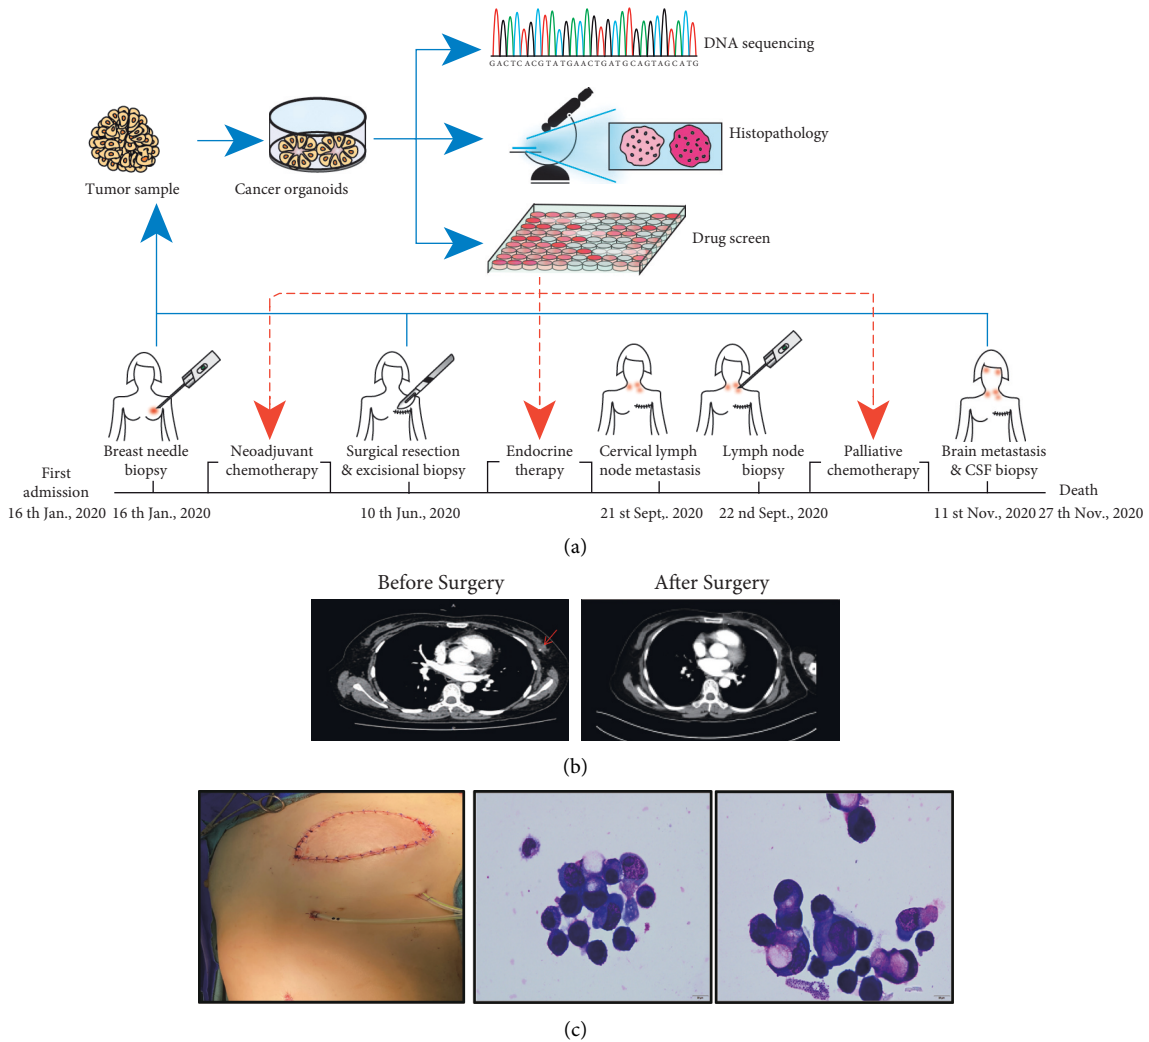 DNA sequencing
GACTCACGTATGAACTGATGCAGTAGCATG
Histopathology
Tumor sample
Cancer organoids
Drug screen
Breast needle
biopsy
Neoadjuvant
chemotherapy
Surgical resection
& excisional biopsy
Endocrine
therapy
Cervical lymph
node metastasis
Lymph node
biopsy
Palliative
chemotherapy
Brain metastasis
& CSF biopsy
First
admission
Death
16 th Jan., 2020
16 th Jan., 2020
10 th Jun., 2020
21 st Sept,. 2020
22 nd Sept., 2020
11 st Nov., 2020
27 th Nov., 2020
(a)
Before Surgery
After Surgery
(b)
(c)